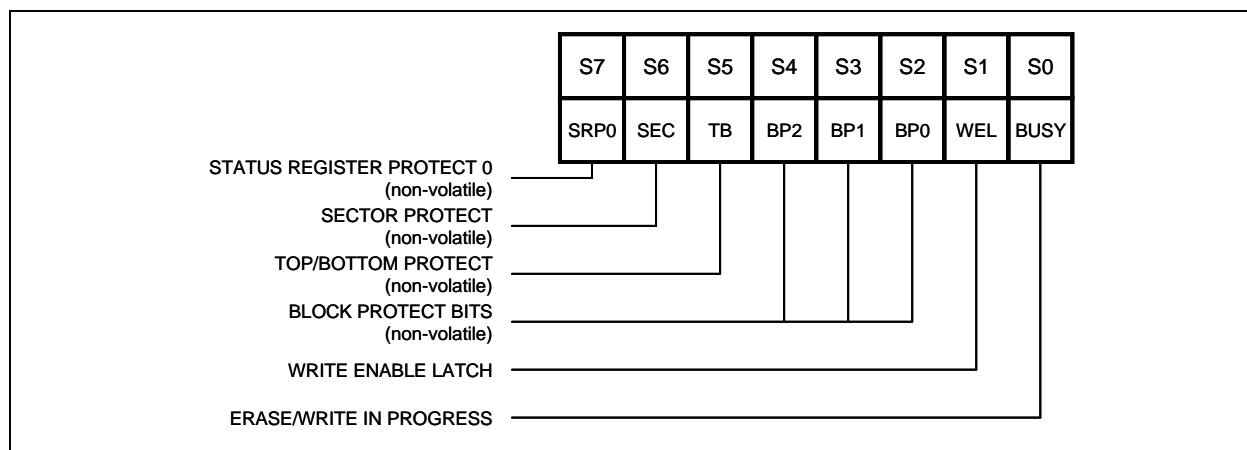 S7 S6 S5 S4 S3 S2 S1 S0
SRP0 SEC TB BP2 BP1 BP0 WEL BUSY
STATUS REGISTER PROTECT 0
(non-volatile)
SECTOR PROTECT
(non-volatile)
TOP/BOTTOM PROTECT
(non-volatile)
BLOCK PROTECT BITS
(non-volatile)
WRITE ENABLE LATCH
ERASE/WRITE IN PROGRESS